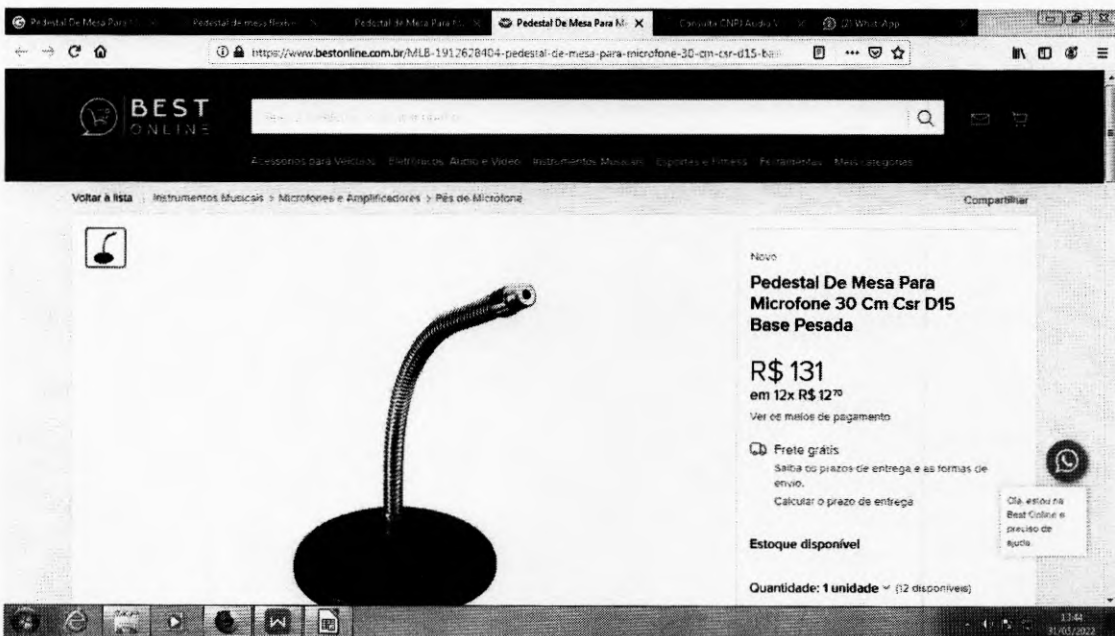 Pedestal De Mesa Para M
Pedestal de mesa flexive
Pedestal De Mesa Para M
Pedestal De Mesa Para Mi
Consulta CNPJ Audio V
(2) WhatsApp
https://www.bestonline.com.br/MLB-1912628404-pedestal-de-mesa-para-microfone-30-cm-csr-d15-ba
BEST
ONLINE
Acessórios para Veículos Eletrônicos, Áudio e Vídeo Instrumentos Musicais Esportes e Fitness Ferramentas Mais categorias
Voltar à lista Instrumentos Musicais > Microfones e Amplificadores > Pés de Microfone
Compartilhar
Novo
Pedestal De Mesa Para
Microfone 30 Cm Csr D15
Base Pesada
R$ 131
em 12x R$ 12⁷⁰
Ver os meios de pagamento
Frete grátis
Saiba os prazos de entrega e as formas de
envio.
Calcular o prazo de entrega
Estoque disponível
Quantidade: 1 unidade (12 disponíveis)
Olá, estou na
Best Online e
preciso de
ajuda
13:44